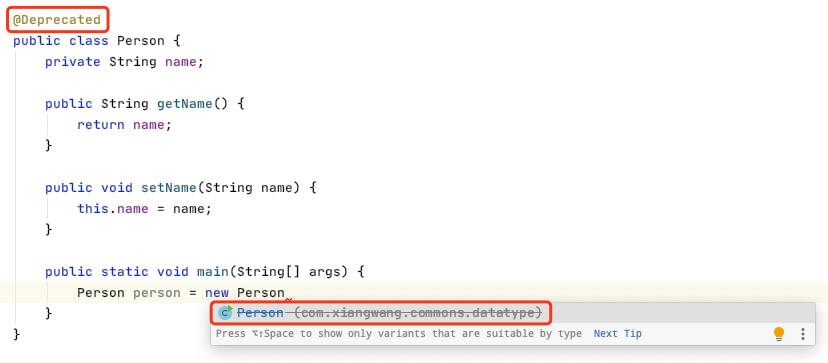 @Deprecated
public class Person {
    private String name;
    public String getName() {
        return name;
    }
    public void setName(String name) {
        this.name = name;
    }
    public static void main(String[] args) {
        Person person = new Person
Person (com.xiangwang.commons.datatype)
    }
Press ⌥⇧Space to show only variants that are suitable by type Next Tip
}